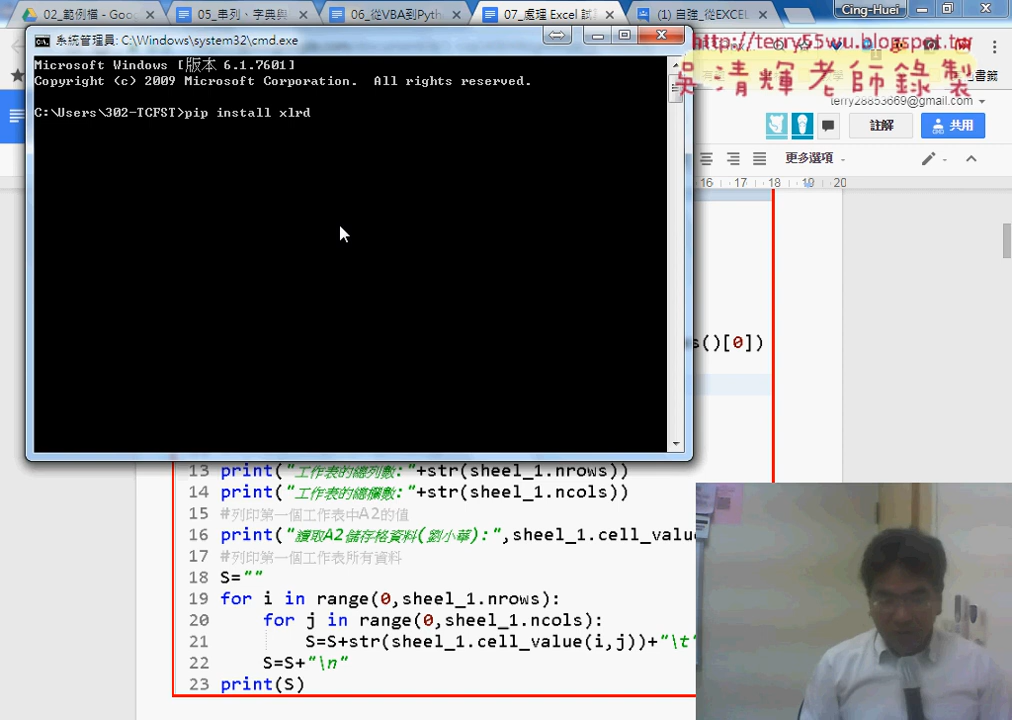 02_範例檔 - Goo
05_串列、字典與
06_從VBA到Pyth
07_處理 Excel 試
(1) 自強_從EXCEL
Cing-Huei
系統管理員: C:\Windows\system32\cmd.exe
http://terry55wu.blogspot.tw
吳清輝老師錄製
書籤
Microsoft Windows [版本 6.1.7601]
Copyright (c) 2009 Microsoft Corporation.  All rights reserved.
C:\Users\302-TCFST>pip install xlrd
terry28853669@gmail.com
註解
共用
更多選項
16 17 18 19 20
s()[0])
13 print("工作表的總列數:"+str(sheel_1.nrows))
14 print("工作表的總欄數:"+str(sheel_1.ncols))
15 #列印第一個工作表中A2的值
16 print("讀取A2儲存格資料(劉小華):",sheel_1.cell_valu
17 #列印第一個工作表所有資料
18 S=""
19 for i in range(0,sheel_1.nrows):
20 for j in range(0,sheel_1.ncols):
21 S=S+str(sheel_1.cell_value(i,j))+"\t"
22 S=S+"\n"
23 print(S)